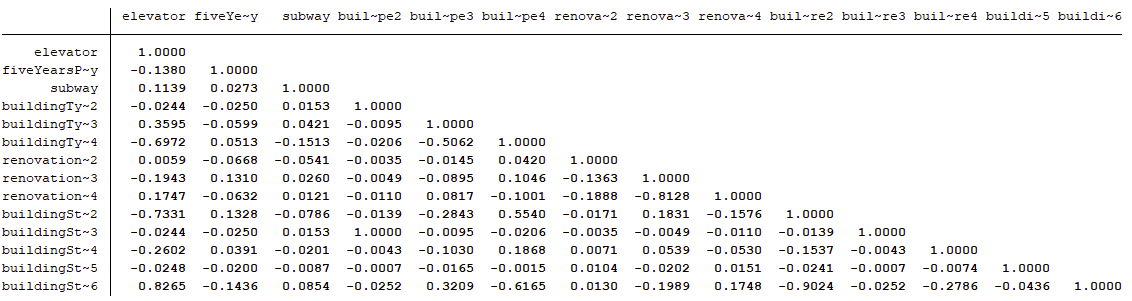 elevator fiveYe~y subway buil~pe2 buil~pe3 buil~pe4 renova~2 renova~3 renova~4 buil~re2 buil~re3 buil~re4 buildi~5 buildi~6
elevator 1.0000
fiveYearsP~y -0.1380 1.0000
subway 0.1139 0.0273 1.0000
buildingTy~2 -0.0244 -0.0250 0.0153 1.0000
buildingTy~3 0.3595 -0.0599 0.0421 -0.0095 1.0000
buildingTy~4 -0.6972 0.0513 -0.1513 -0.0206 -0.5062 1.0000
renovation~2 0.0059 -0.0668 -0.0541 -0.0035 -0.0145 0.0420 1.0000
renovation~3 -0.1943 0.1310 0.0260 -0.0049 -0.0895 0.1046 -0.1363 1.0000
renovation~4 0.1747 -0.0632 0.0121 -0.0110 0.0817 -0.1001 -0.1888 -0.8128 1.0000
buildingSt~2 -0.7331 0.1328 -0.0786 -0.0139 -0.2843 0.5540 -0.0171 0.1831 -0.1576 1.0000
buildingSt~3 -0.0244 -0.0250 0.0153 1.0000 -0.0095 -0.0206 -0.0035 -0.0049 -0.0110 -0.0139 1.0000
buildingSt~4 -0.2602 0.0391 -0.0201 -0.0043 -0.1030 0.1868 0.0071 0.0539 -0.0530 -0.1537 -0.0043 1.0000
buildingSt~5 -0.0248 -0.0200 -0.0087 -0.0007 -0.0165 -0.0015 0.0104 -0.0202 0.0151 -0.0241 -0.0007 -0.0074 1.0000
buildingSt~6 0.8265 -0.1436 0.0854 -0.0252 0.3209 -0.6165 0.0130 -0.1989 0.1748 -0.9024 -0.0252 -0.2786 -0.0436 1.0000